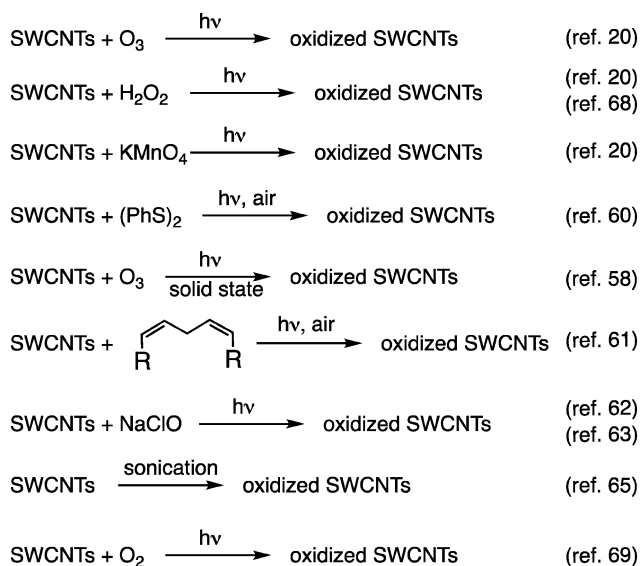 SWCNTs + O₃ hν oxidized SWCNTs (ref. 20)
SWCNTs + H₂O₂ hν oxidized SWCNTs (ref. 20) (ref. 68)
SWCNTs + KMnO₄ hν oxidized SWCNTs (ref. 20)
SWCNTs + (PhS)₂ hν, air oxidized SWCNTs (ref. 60)
SWCNTs + O₃ hν solid state oxidized SWCNTs (ref. 58)
SWCNTs + R R hν, air oxidized SWCNTs (ref. 61)
SWCNTs + NaClO hν oxidized SWCNTs (ref. 62) (ref. 63)
SWCNTs sonication oxidized SWCNTs (ref. 65)
SWCNTs + O₂ hν oxidized SWCNTs (ref. 69)